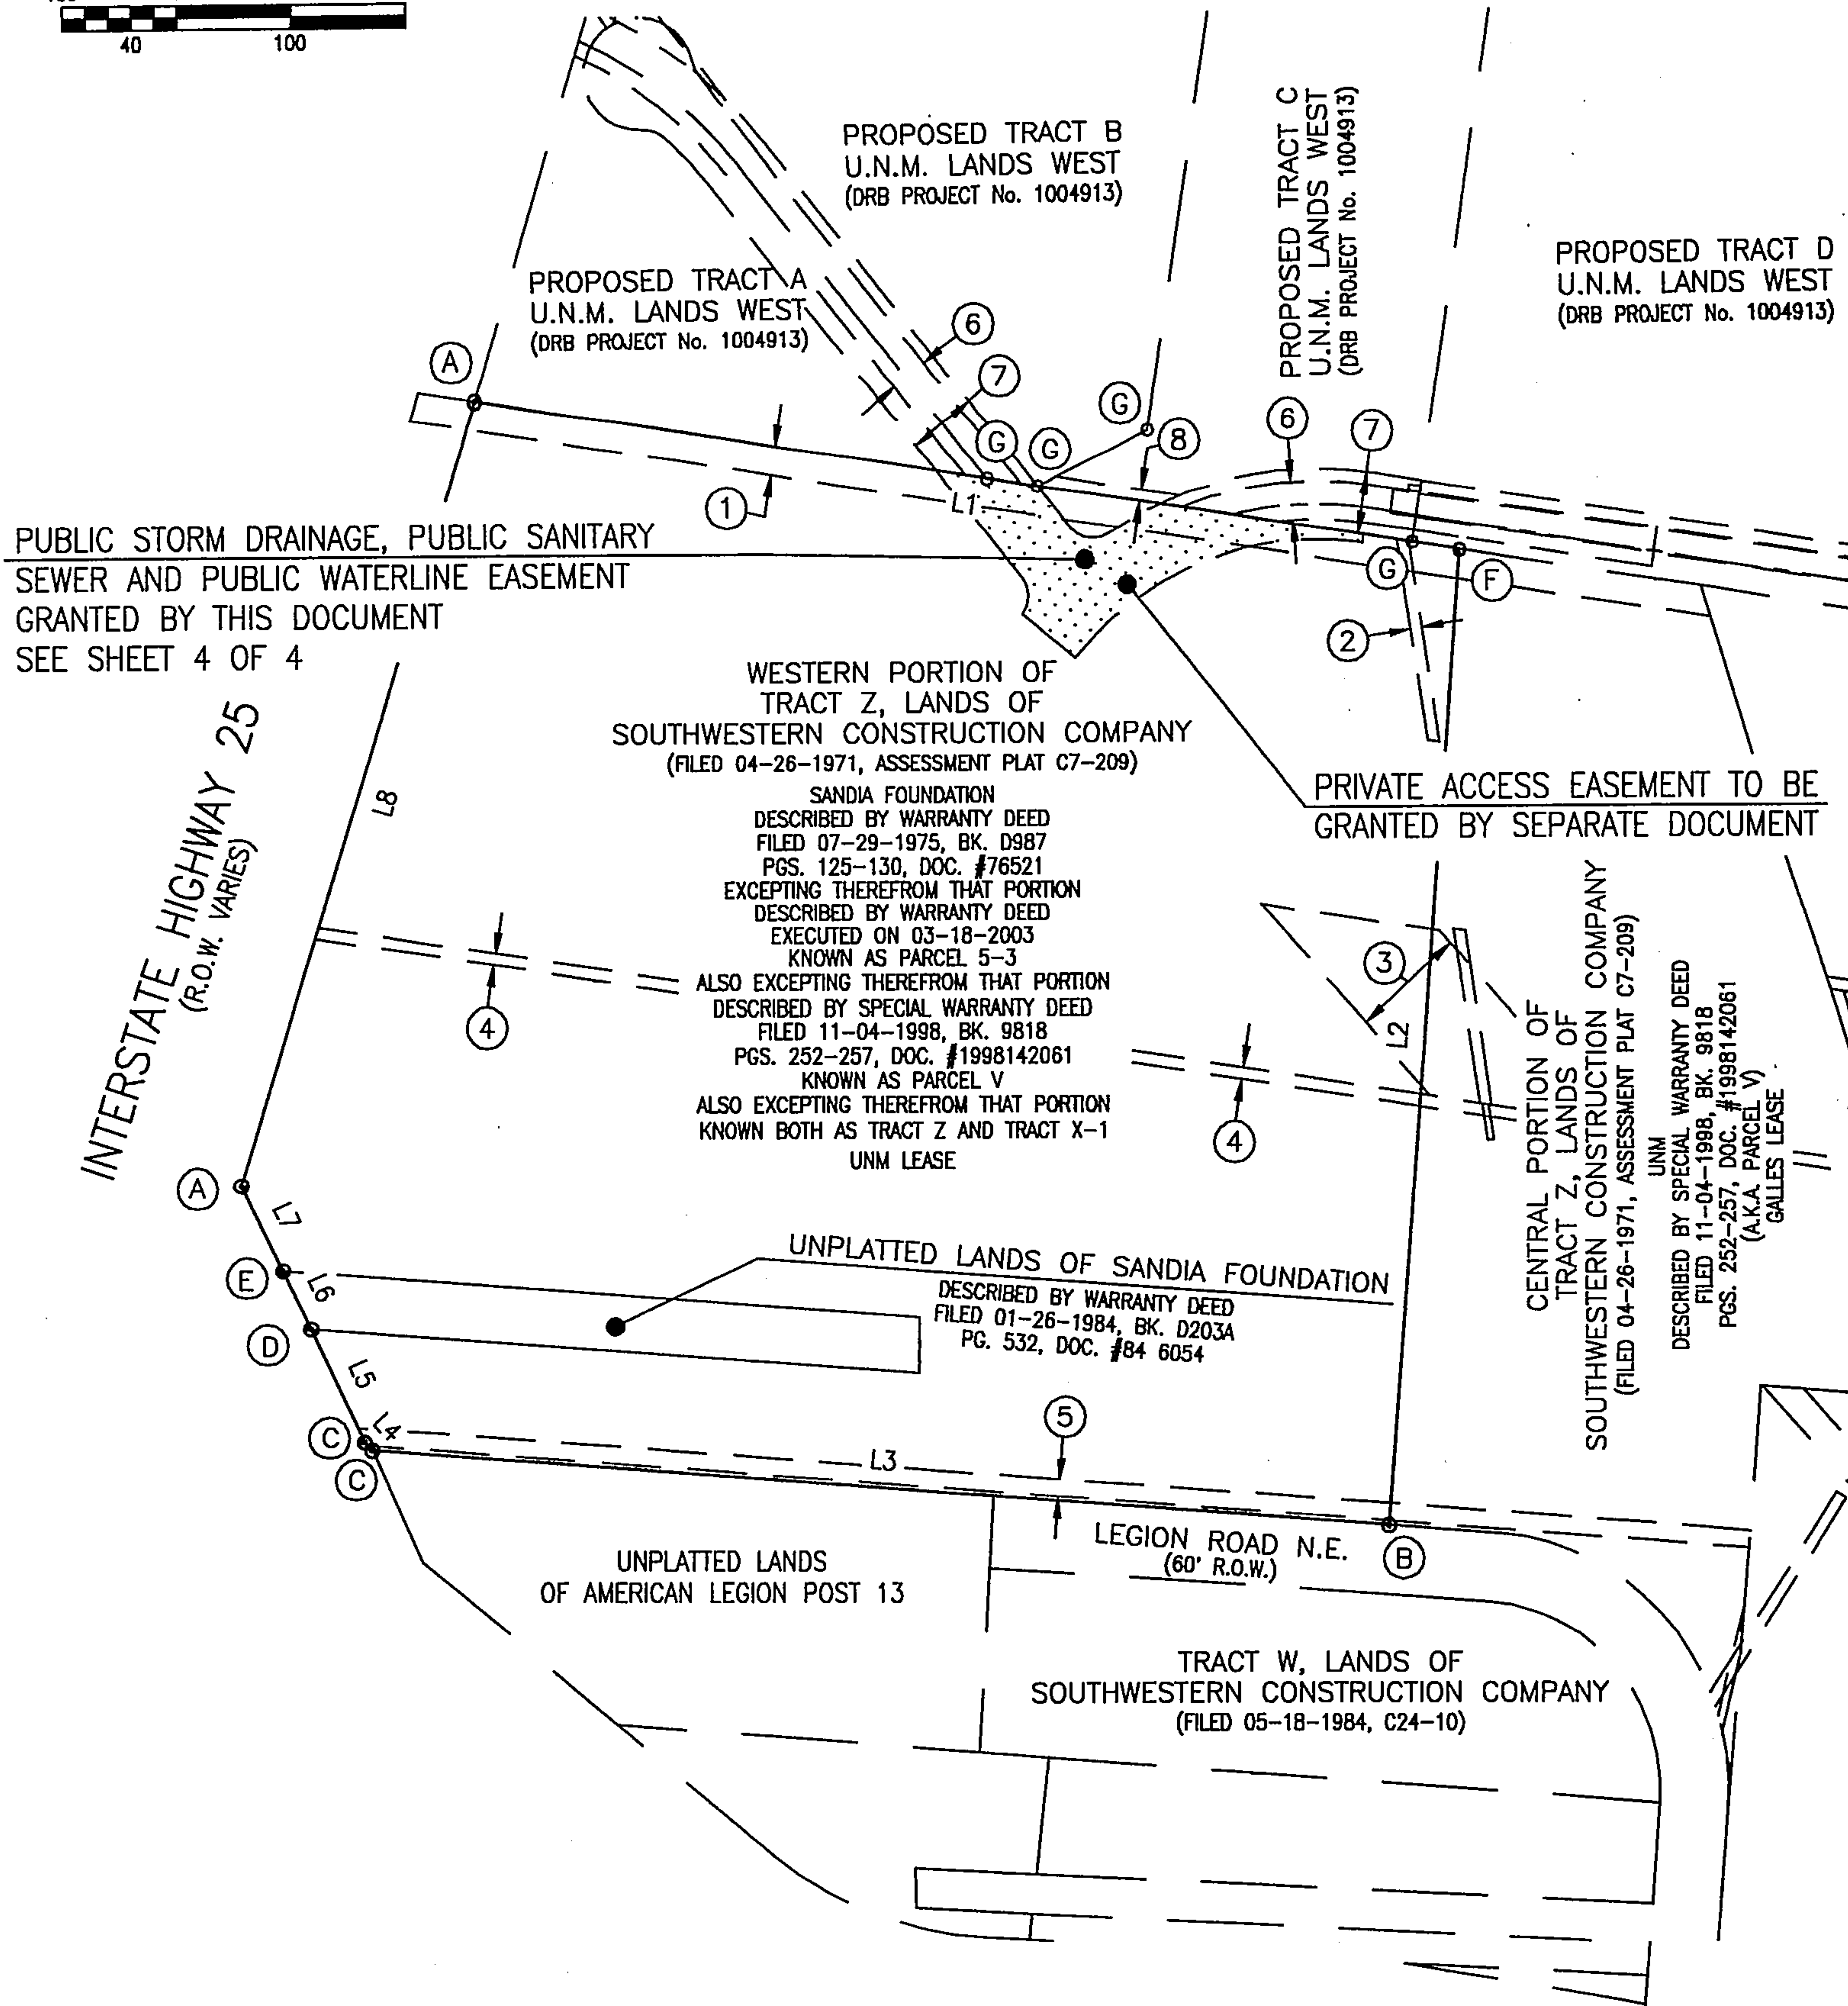 40
100
PROPOSED TRACT B
U.N.M. LANDS WEST
(DRB PROJECT No. 1004913)
PROPOSED TRACT C
U.N.M. LANDS WEST
(DRB PROJECT No. 1004913)
PROPOSED TRACT D
U.N.M. LANDS WEST
(DRB PROJECT No. 1004913)
PROPOSED TRACT A
U.N.M. LANDS WEST
(DRB PROJECT No. 1004913)
6
A
7
G
G
G
8
6
7
1
L1
G
F
2
PUBLIC STORM DRAINAGE, PUBLIC SANITARY
SEWER AND PUBLIC WATERLINE EASEMENT
GRANTED BY THIS DOCUMENT
SEE SHEET 4 OF 4
WESTERN PORTION OF
TRACT Z, LANDS OF
SOUTHWESTERN CONSTRUCTION COMPANY
(FILED 04-26-1971, ASSESSMENT PLAT C7-209)
SANDIA FOUNDATION
DESCRIBED BY WARRANTY DEED
FILED 07-29-1975, BK. D987
PGS. 125-130, DOC. #76521
EXCEPTING THEREFROM THAT PORTION
DESCRIBED BY WARRANTY DEED
EXECUTED ON 03-18-2003
KNOWN AS PARCEL 5-3
ALSO EXCEPTING THEREFROM THAT PORTION
DESCRIBED BY SPECIAL WARRANTY DEED
FILED 11-04-1998, BK. 9818
PGS. 252-257, DOC. #1998142061
KNOWN AS PARCEL V
ALSO EXCEPTING THEREFROM THAT PORTION
KNOWN BOTH AS TRACT Z AND TRACT X-1
UNM LEASE
PRIVATE ACCESS EASEMENT TO BE
GRANTED BY SEPARATE DOCUMENT
INTERSTATE HIGHWAY 25
(R.O.W. VARIES)
L8
4
3
L2
4
CENTRAL PORTION OF
TRACT Z, LANDS OF
SOUTHWESTERN CONSTRUCTION COMPANY
(FILED 04-26-1971, ASSESSMENT PLAT C7-209)
UNM
DESCRIBED BY SPECIAL WARRANTY DEED
FILED 11-04-1998, BK. 9818
PGS. 252-257, DOC. #1998142061
(A.K.A. PARCEL V)
GALLES LEASE
A
L7
E
L6
D
L5
C
L4
C
UNPLATTED LANDS OF SANDIA FOUNDATION
DESCRIBED BY WARRANTY DEED
FILED 01-26-1984, BK. D203A
PG. 532, DOC. #84 6054
5
L3
LEGION ROAD N.E.
(60' R.O.W.)
B
UNPLATTED LANDS
OF AMERICAN LEGION POST 13
TRACT W, LANDS OF
SOUTHWESTERN CONSTRUCTION COMPANY
(FILED 05-18-1984, C24-10)